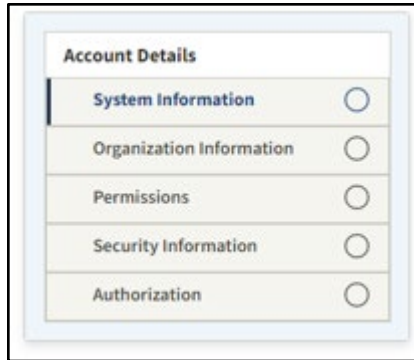 Account Details
System Information
Organization Information
Permissions
Security Information
Authorization